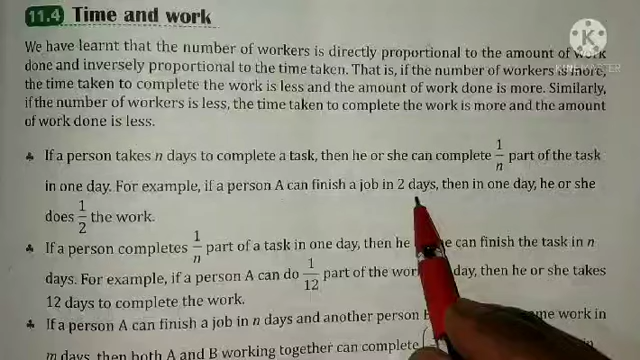 11.4 Time and work
We have learnt that the number of workers is directly proportional to the amount of work
done and inversely proportional to the time taken. That is, if the number of workers is more,
the time taken to complete the work is less and the amount of work done is more. Similarly,
if the number of workers is less, the time taken to complete the work is more and the amount
of work done is less.
♣ If a person takes n days to complete a task, then he or she can complete 1/n part of the task
in one day. For example, if a person A can finish a job in 2 days, then in one day, he or she
does 1/2 the work.
♣ If a person completes 1/n part of a task in one day, then he can finish the task in n
days. For example, if a person A can do 1/12 part of the day, then he or she takes
12 days to complete the work.
♣ If a person A can finish a job in n days and another person work in
m days, then both A and B working together can complete
KINEMASTER